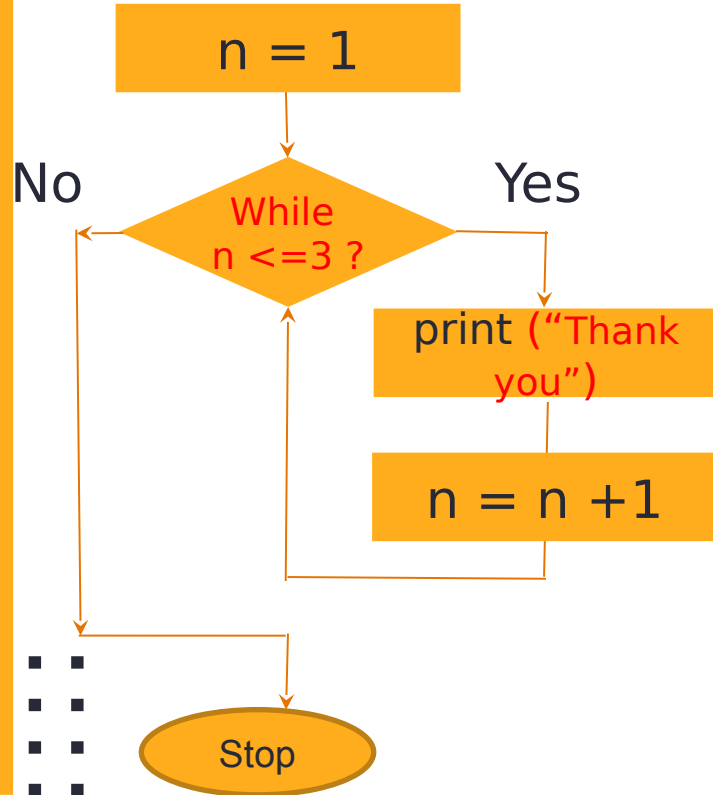 n = 1
No
Yes
While
n <=3 ?
print (“Thank
you”)
n = n +1
Stop